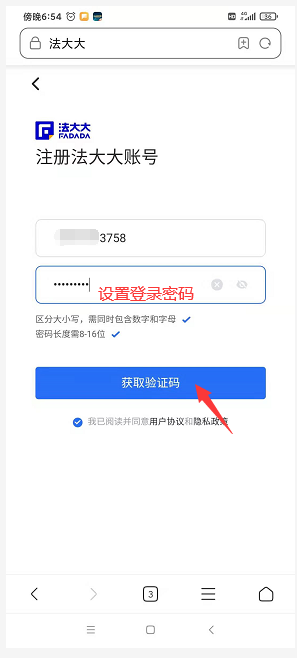 傍晚6:54
4G
36
法大大
法大大
FADADA
注册法大大账号
3758
设置登录密码
区分大小写，需同时包含数字和字母
密码长度需8-16位
获取验证码
我已阅读并同意用户协议和隐私政策
3